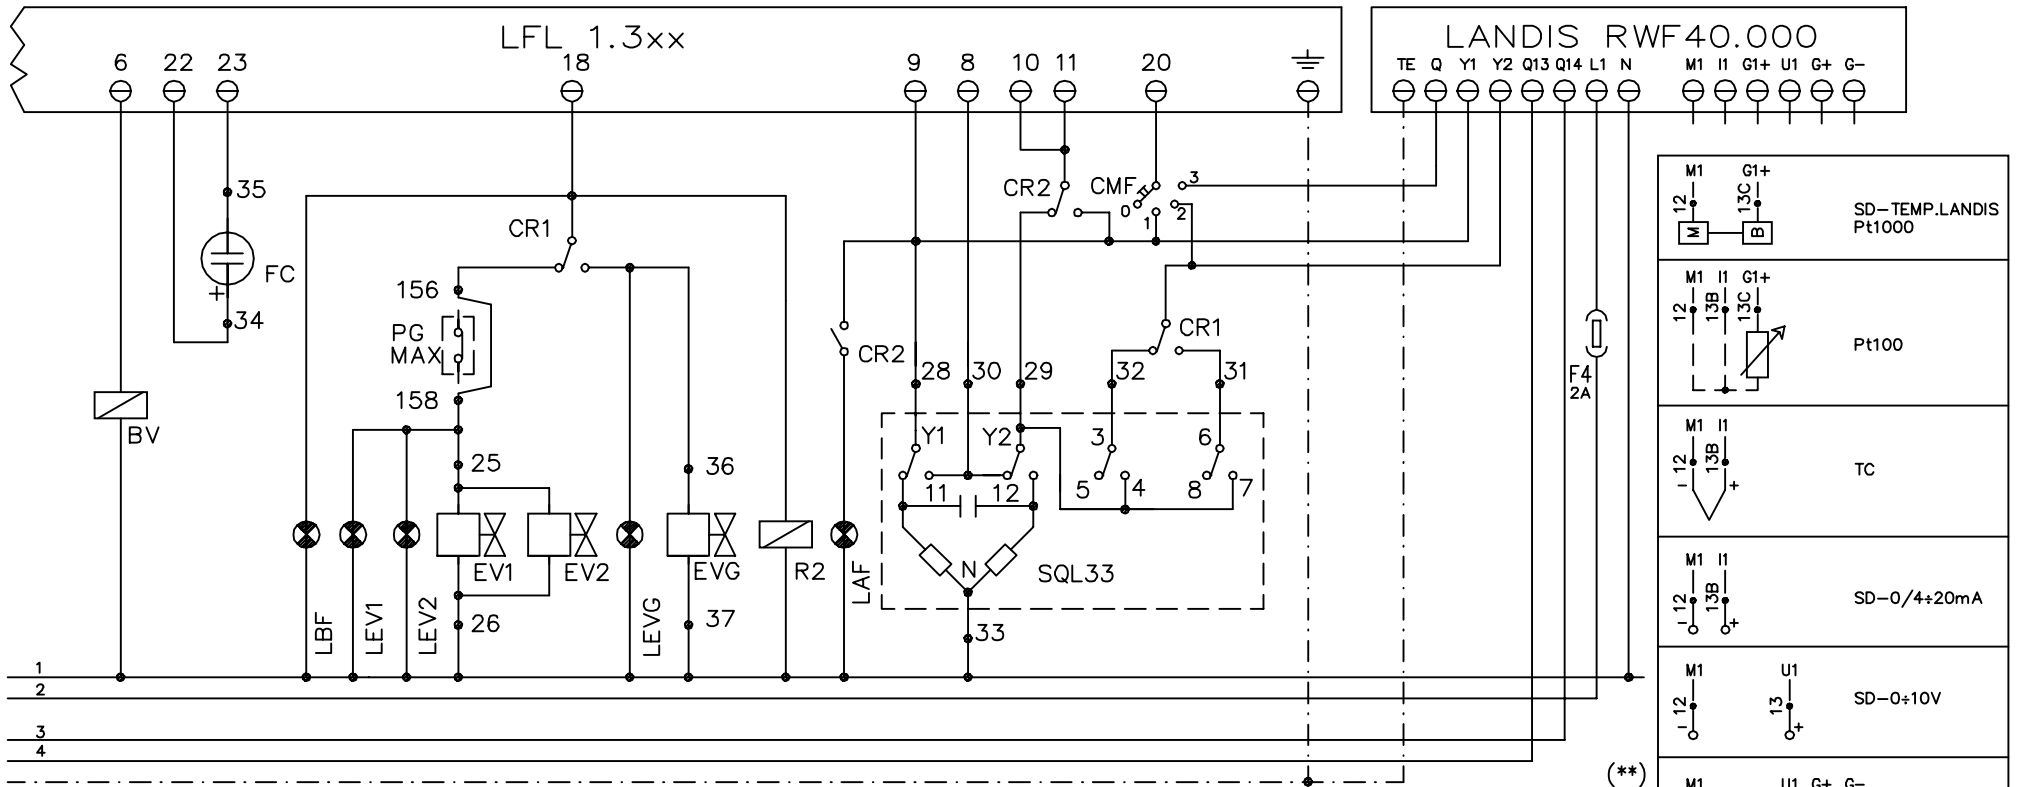 LFL 1.3xx
LANDIS RWF40.000
6 22 23 18 9 8 10 11 20
TE Q Y1 Y2 Q13 Q14 L1 N M1 I1 G1+ U1 G+ G-
35
FC
+
34
BV
CR1
156
PG
MAX
158
25
36
EV1
EV2
EVG
R2
26
37
LBF
LEV1
LEV2
LEVG
LAF
CR2
CMF
3
0
1
2
CR1
CR2
28 30 29 32 31
Y1 Y2 3 6
11 12 5 4 8 7
N
SQL33
33
F4
2A
1
2
3
4
M1 G1+
12 13C
M B
SD-TEMP.LANDIS
Pt1000
M1 I1 G1+
12 13B 13C
Pt100
M1 I1
12 13B
- +
TC
M1 I1
12 13B
- +
SD-0/4÷20mA
M1 U1
12 13
- +
SD-0÷10V
(**)
M1 U1 G+ G-